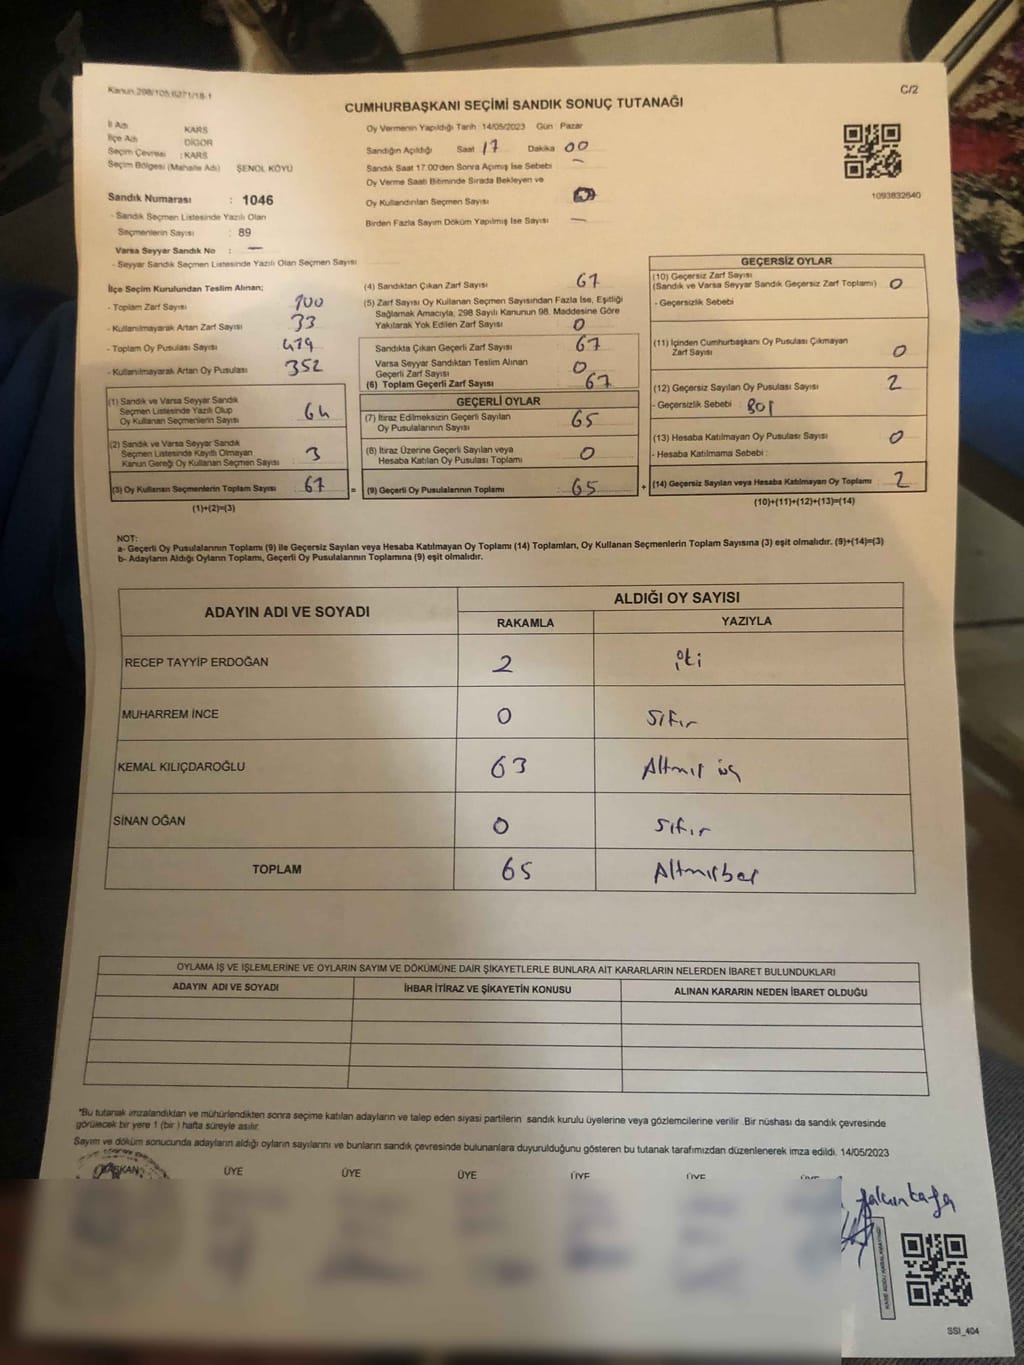 Kanun.298/105/6271/18-1
C/2
CUMHURBAŞKANI SEÇİMİ SANDIK SONUÇ TUTANAĞI
İl Adı KARS
İlçe Adı DİGOR
Seçim Çevresi : KARS
Seçim Bölgesi (Mahalle Adı) ŞENOL KÖYÜ
Sandık Numarası : 1046
- Sandık Seçmen Listesinde Yazılı Olan
Seçmenlerin Sayısı : 89
Varsa Seyyar Sandık No : —
- Seyyar Sandık Seçmen Listesinde Yazılı Olan Seçmen Sayısı
Oy Vermenin Yapıldığı Tarih :14/05/2023 Gün : Pazar
Sandığın Açıldığı Saat 17 Dakika 00
Sandık Saat 17.00'den Sonra Açımış İse Sebebi —
Oy Verme Saati Bitiminde Sırada Bekleyen ve
Oy Kullandırılan Seçmen Sayısı
Birden Fazla Sayım Döküm Yapılmış İse Sayısı —
1093832640
İlçe Seçim Kurulundan Teslim Alınan;
- Toplam Zarf Sayısı 100
- Kullanılmayarak Artan Zarf Sayısı 33
- Toplam Oy Pusulası Sayısı 419
- Kullanılmayarak Artan Oy Pusulası 352
(1) Sandık ve Varsa Seyyar Sandık
Seçmen Listesinde Yazılı Olup
Oy Kullanan Seçmenlerin Sayısı 64
(2) Sandık ve Varsa Seyyar Sandık
Seçmen Listesinde Kayıtlı Olmayan
Kanun Gereği Oy Kullanan Seçmen Sayısı 3
(3) Oy Kullanan Seçmenlerin Toplam Sayısı 67 =
(1)+(2)=(3)
(4) Sandıktan Çıkan Zarf Sayısı 67
(5) Zarf Sayısı Oy Kullanan Seçmen Sayısından Fazla İse, Eşitliği
Sağlamak Amacıyla, 298 Sayılı Kanunun 98. Maddesine Göre
Yakılarak Yok Edilen Zarf Sayısı 0
Sandıkta Çıkan Geçerli Zarf Sayısı 67
Varsa Seyyar Sandıktan Teslim Alınan
Geçerli Zarf Sayısı 0
(6) Toplam Geçerli Zarf Sayısı 67
GEÇERLİ OYLAR
(7) İtiraz Edilmeksizin Geçerli Sayılan
Oy Pusulalarının Sayısı 65
(8) İtiraz Üzerine Geçerli Sayılan veya
Hesaba Katılan Oy Pusulası Toplamı 0
(9) Geçerli Oy Pusulalarının Toplamı 65 +
GEÇERSİZ OYLAR
(10) Geçersiz Zarf Sayısı
(Sandık ve Varsa Seyyar Sandık Geçersiz Zarf Toplamı) 0
- Geçersizlik Sebebi
(11) İçinden Cumhurbaşkanı Oy Pusulası Çıkmayan
Zarf Sayısı 0
(12) Geçersiz Sayılan Oy Pusulası Sayısı 2
- Geçersizlik Sebebi : Boş
(13) Hesaba Katılmayan Oy Pusulası Sayısı 0
- Hesaba Katılmama Sebebi :
(14) Geçersiz Sayılan veya Hesaba Katılmayan Oy Toplamı 2
(10)+(11)+(12)+(13)=(14)
NOT:
a- Geçerli Oy Pusulalarının Toplamı (9) ile Geçersiz Sayılan veya Hesaba Katılmayan Oy Toplamı (14) Toplamları, Oy Kullanan Seçmenlerin Toplam Sayısına (3) eşit olmalıdır. (9)+(14)=(3)
b- Adayların Aldığı Oyların Toplamı, Geçerli Oy Pusulalarının Toplamına (9) eşit olmalıdır.
ADAYIN ADI VE SOYADI ALDIĞI OY SAYISI
RAKAMLA YAZIYLA
RECEP TAYYİP ERDOĞAN 2 iki
MUHARREM İNCE 0 sıfır
KEMAL KILIÇDAROĞLU 63 Altmış üç
SİNAN OĞAN 0 sıfır
TOPLAM 65 Altmışbeş
OYLAMA İŞ VE İŞLEMLERİNE VE OYLARIN SAYIM VE DÖKÜMÜNE DAİR ŞİKAYETLERLE BUNLARA AİT KARARLARIN NELERDEN İBARET BULUNDUKLARI
ADAYIN ADI VE SOYADI İHBAR İTİRAZ VE ŞİKAYETİN KONUSU ALINAN KARARIN NEDEN İBARET OLDUĞU
*Bu tutanak imzalandıktan ve mühürlendikten sonra seçime katılan adayların ve talep eden siyasi partilerin sandık kurulu üyelerine veya gözlemcilerine verilir. Bir nüshası da sandık çevresinde
görülecek bir yere 1 (bir) hafta süreyle asılır.
Sayım ve döküm sonucunda adayların aldığı oyların sayılarını ve bunların sandık çevresinde bulunanlara duyurulduğunu gösteren bu tutanak tarafımızdan düzenlenerek imza edildi. 14/05/2023
BAŞKAN ÜYE ÜYE ÜYE ÜYE ÜYE
SSI_404